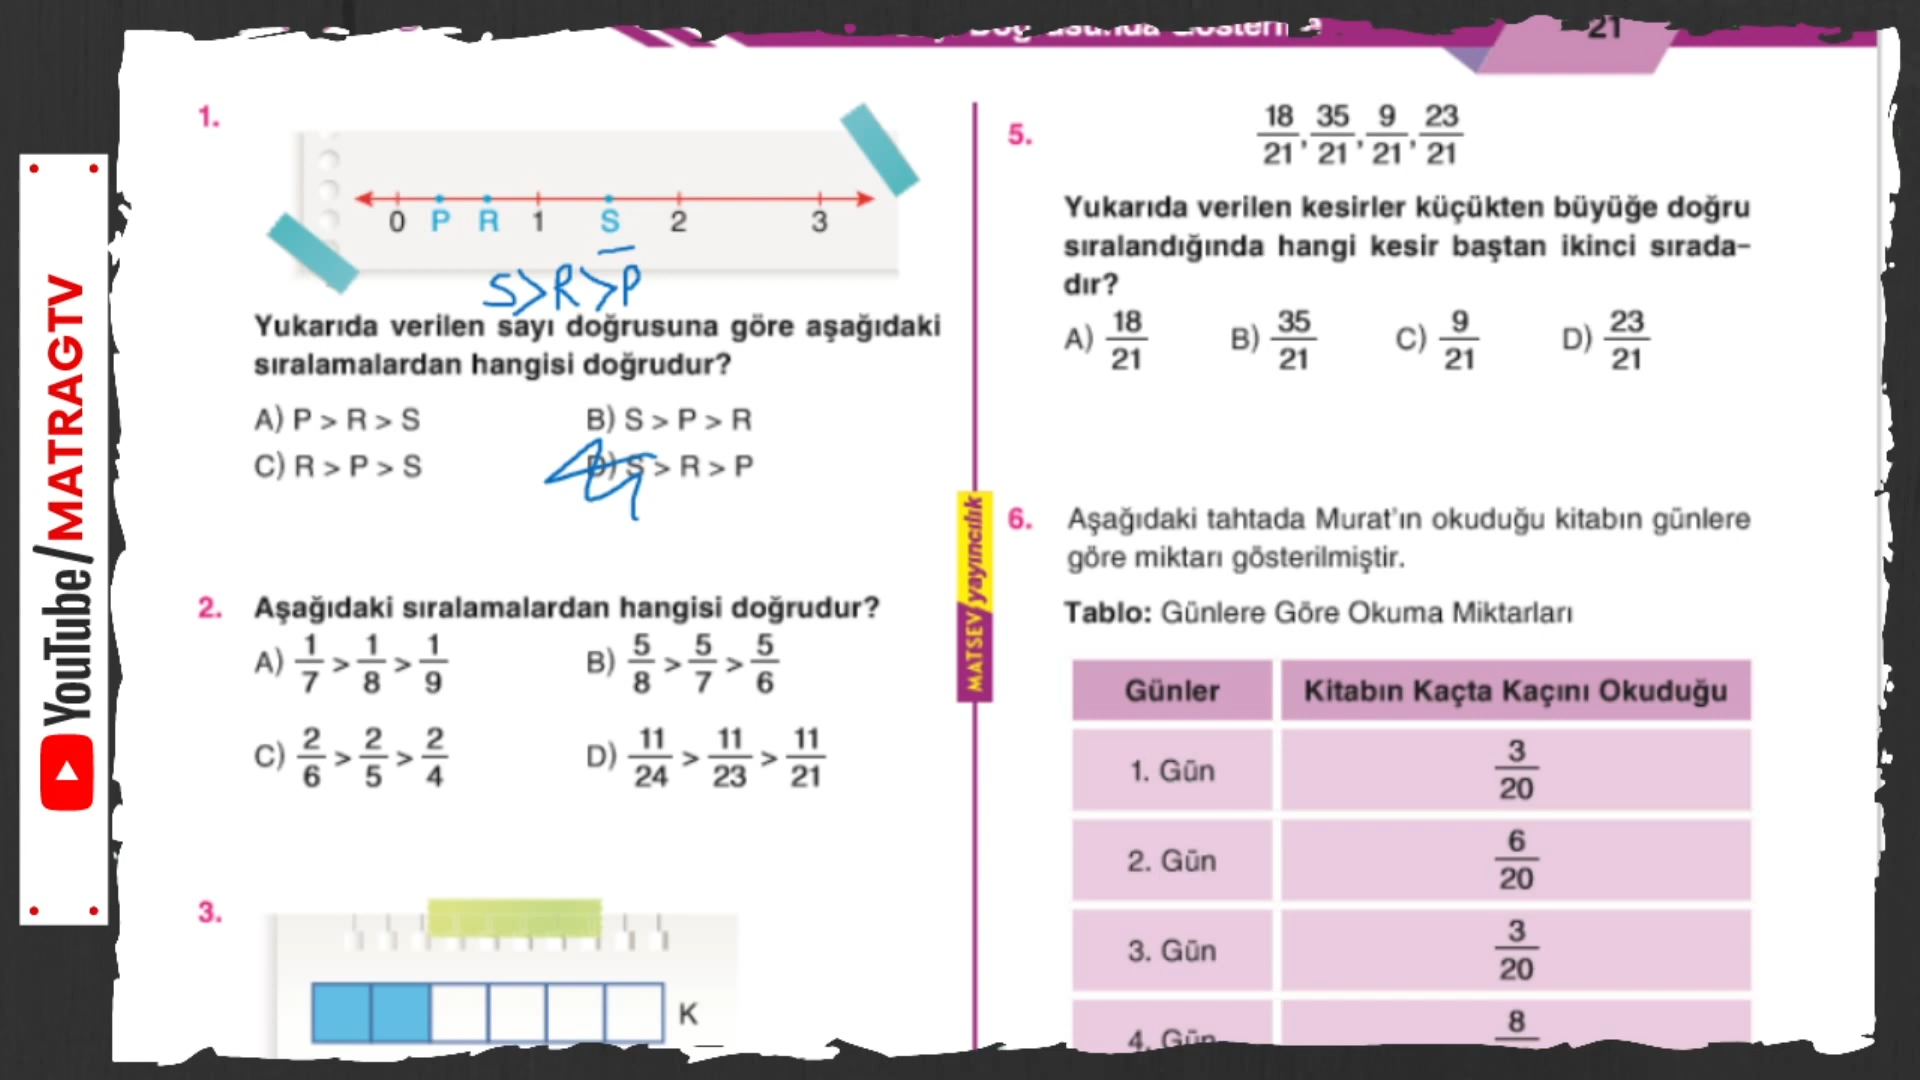 21
YouTube/MATRAGTV
1.
0 P R 1 S 2 3
S>R>P
Yukarıda verilen sayı doğrusuna göre aşağıdaki
sıralamalardan hangisi doğrudur?
A) P > R > S B) S > P > R
C) R > P > S D) S > R > P
2. Aşağıdaki sıralamalardan hangisi doğrudur?
A) 1/7 > 1/8 > 1/9 B) 5/8 > 5/7 > 5/6
C) 2/6 > 2/5 > 2/4 D) 11/24 > 11/23 > 11/21
3.
K
MATSEV yayıncılık
5. 18/21, 35/21, 9/21, 23/21
Yukarıda verilen kesirler küçükten büyüğe doğru
sıralandığında hangi kesir baştan ikinci sırada-
dır?
A) 18/21 B) 35/21 C) 9/21 D) 23/21
6. Aşağıdaki tahtada Murat'ın okuduğu kitabın günlere
göre miktarı gösterilmiştir.
Tablo: Günlere Göre Okuma Miktarları
Günler Kitabın Kaçta Kaçını Okuduğu
1. Gün 3/20
2. Gün 6/20
3. Gün 3/20
4. Gün 8